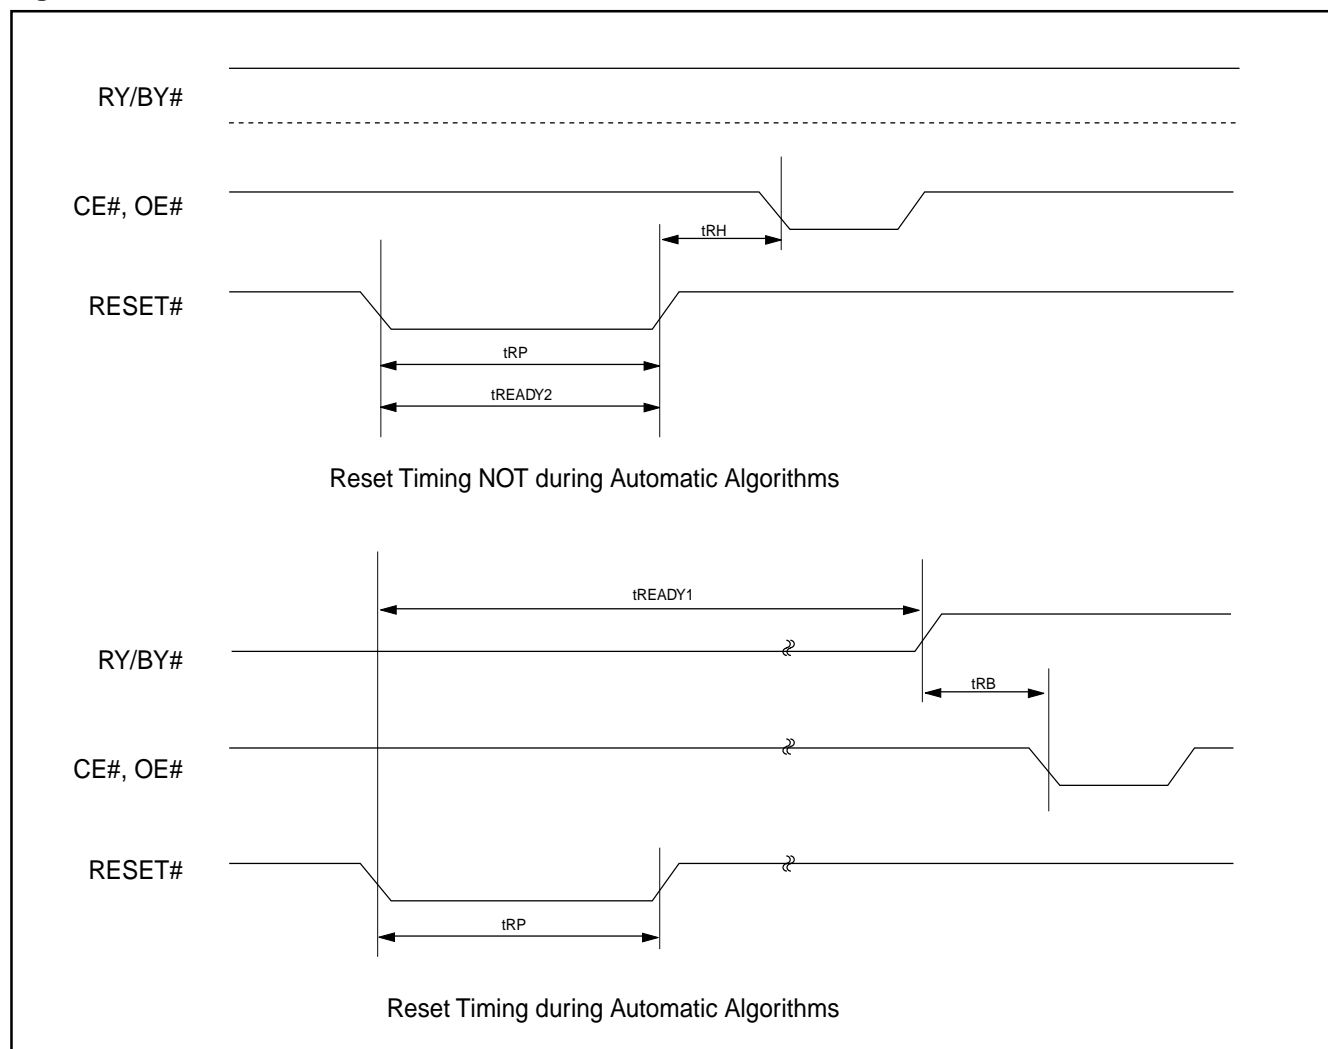 RY/BY#
CE#, OE#
tRH
RESET#
tRP
tREADY2
Reset Timing NOT during Automatic Algorithms
tREADY1
RY/BY#
tRB
CE#, OE#
RESET#
tRP
Reset Timing during Automatic Algorithms